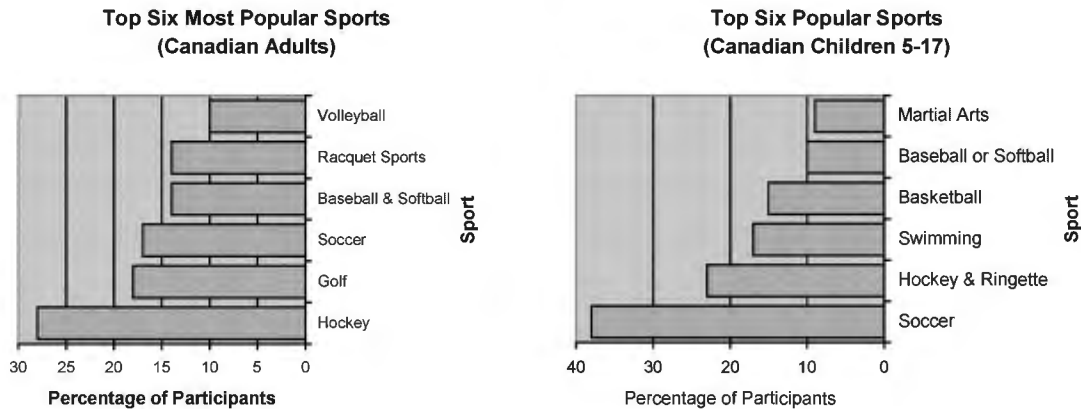 Top Six Most Popular Sports
(Canadian Adults)
Volleyball
Racquet Sports
Baseball & Softball
Soccer
Golf
Hockey
Sport
30 25 20 15 10 5 0
Percentage of Participants
Top Six Popular Sports
(Canadian Children 5-17)
Martial Arts
Baseball or Softball
Basketball
Swimming
Hockey & Ringette
Soccer
Sport
40 30 20 10 0
Percentage of Participants